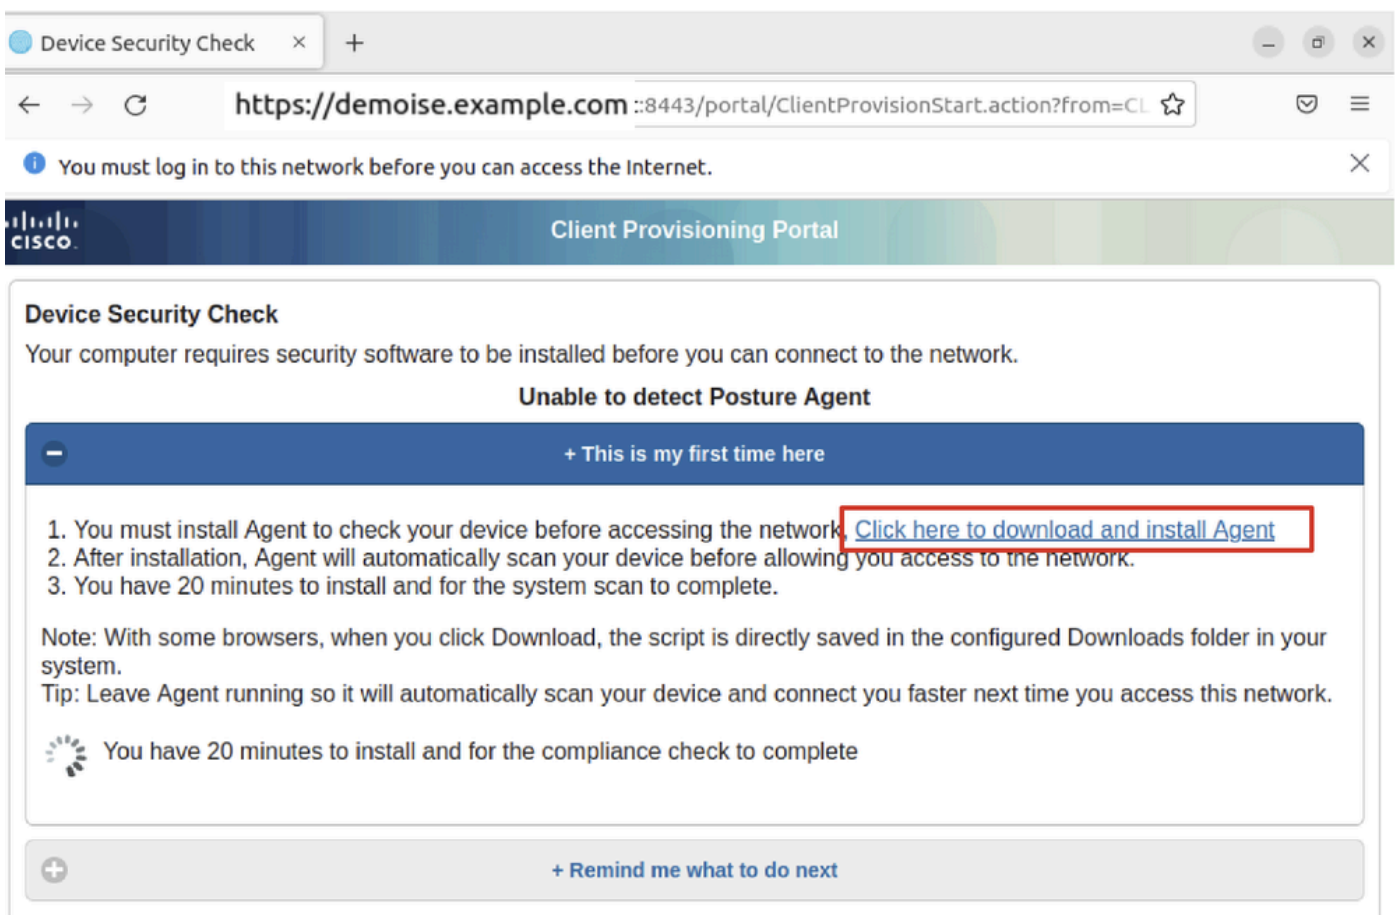 Device Security Check
https://demoise.example.com :8443/portal/ClientProvisionStart.action?from=CL
You must log in to this network before you can access the Internet.
CISCO
Client Provisioning Portal
Device Security Check
Your computer requires security software to be installed before you can connect to the network.
Unable to detect Posture Agent
+ This is my first time here
1. You must install Agent to check your device before accessing the network, Click here to download and install Agent
2. After installation, Agent will automatically scan your device before allowing you access to the network.
3. You have 20 minutes to install and for the system scan to complete.
Note: With some browsers, when you click Download, the script is directly saved in the configured Downloads folder in your
system.
Tip: Leave Agent running so it will automatically scan your device and connect you faster next time you access this network.
You have 20 minutes to install and for the compliance check to complete
+ Remind me what to do next